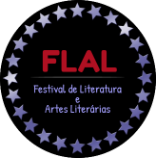 FLAL
Festival de Literatura
e
Artes Literárias